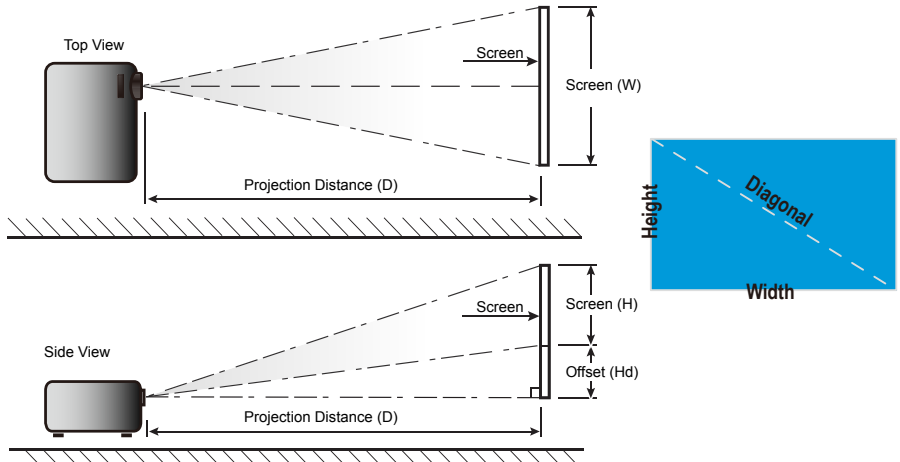 Top View
Screen
Screen (W)
Projection Distance (D)
Height
Diagonal
Width
Screen
Screen (H)
Side View
Offset (Hd)
Projection Distance (D)